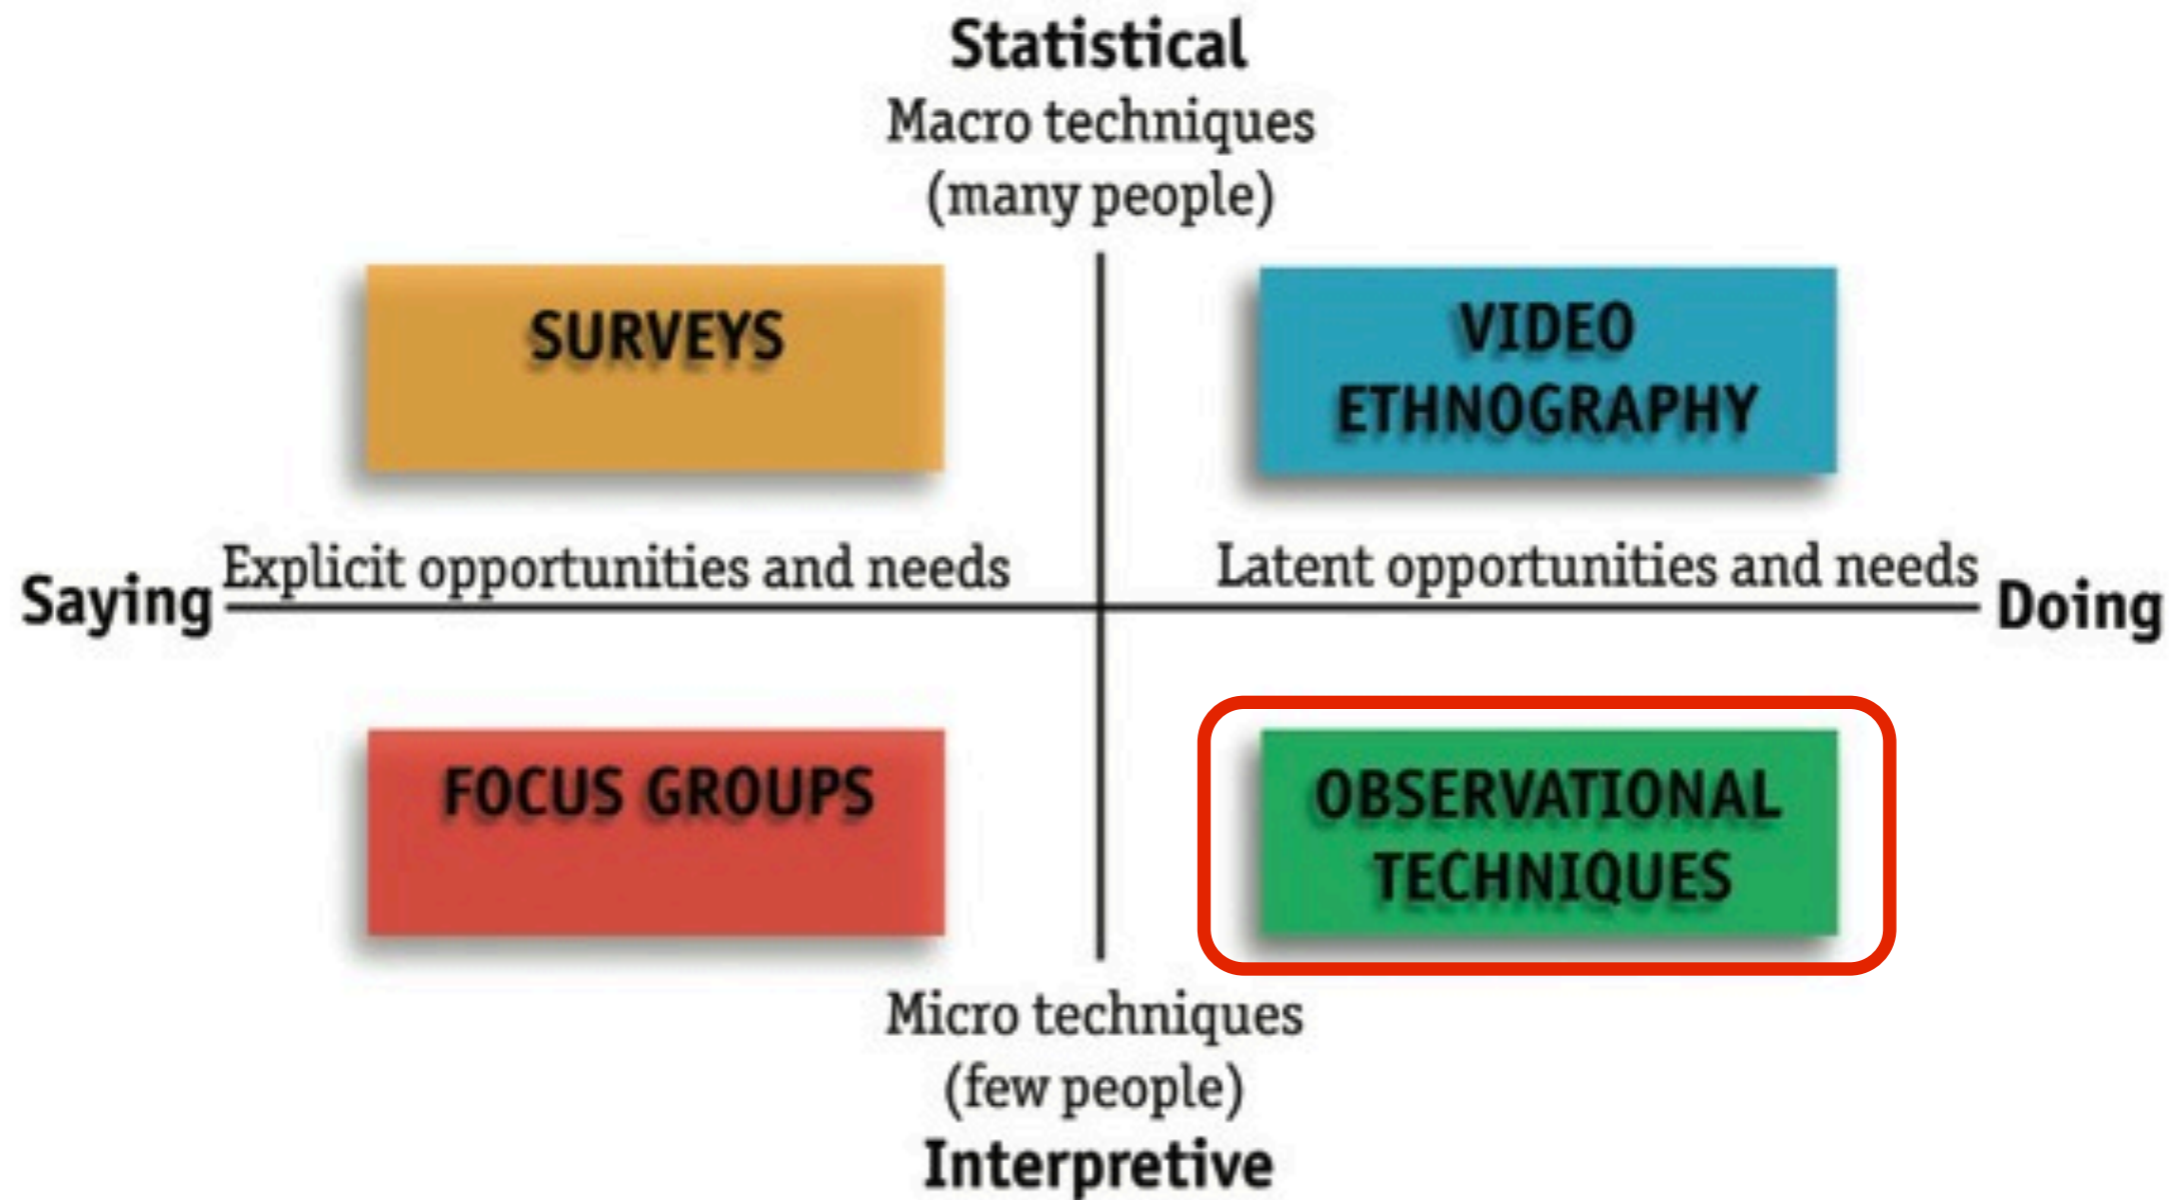 Statistical
Macro techniques
(many people)
SURVEYS
VIDEO
ETHNOGRAPHY
Explicit opportunities and needs
Latent opportunities and needs
Saying
Doing
FOCUS GROUPS
OBSERVATIONAL
TECHNIQUES
Micro techniques
(few people)
Interpretive